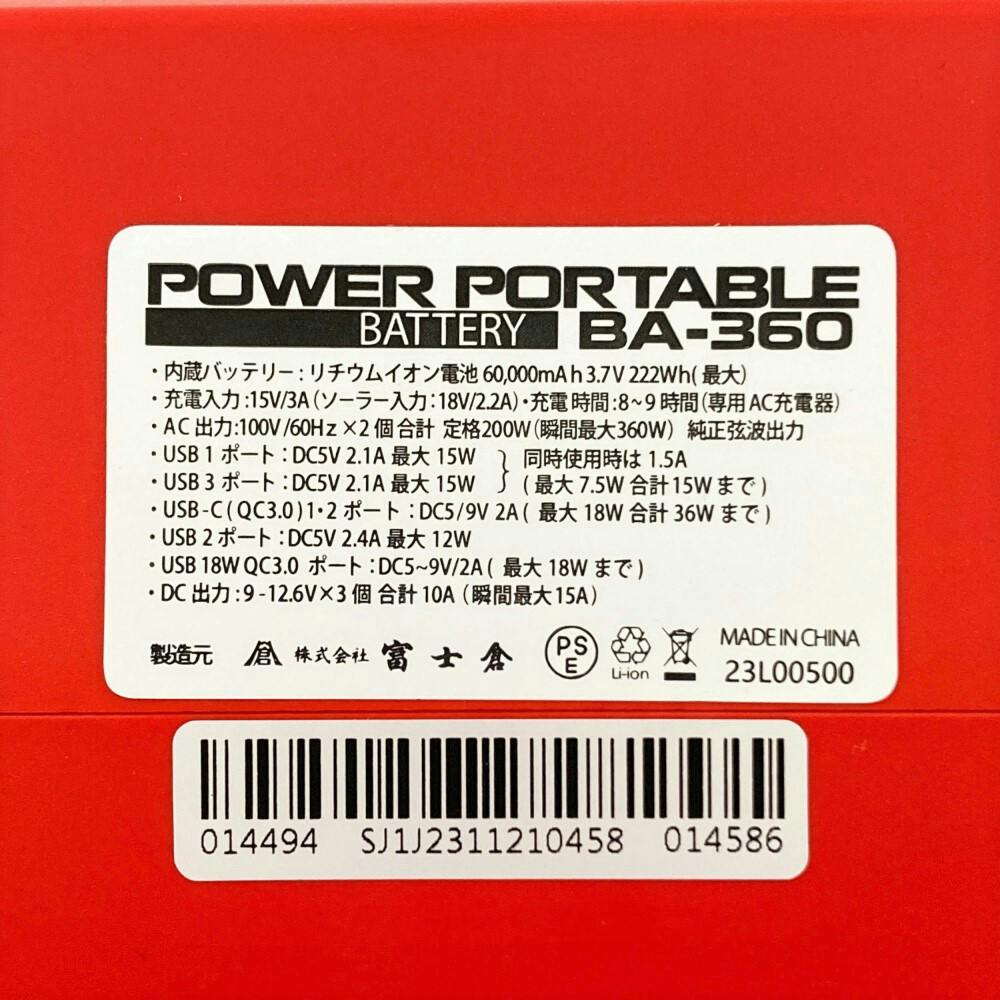 POWER PORTABLE
BATTERY BA-360
・内蔵バッテリー:リチウムイオン電池 60,000mAh 3.7V 222Wh(最大)
・充電入力:15V/3A(ソーラー入力:18V/2.2A)・充電時間:8~9時間(専用AC充電器)
・AC出力:100V/60Hz×2個合計 定格200W(瞬間最大360W) 純正弦波出力
・USB 1 ポート:DC5V 2.1A 最大 15W
・USB 3 ポート:DC5V 2.1A 最大 15W
} 同時使用時は 1.5A
(最大 7.5W 合計15Wまで)
・USB-C(QC3.0)1・2ポート:DC5/9V 2A( 最大 18W 合計 36W まで)
・USB 2 ポート:DC5V 2.4A 最大 12W
・USB 18W QC3.0 ポート:DC5~9V/2A( 最大 18W まで)
・DC出力:9-12.6V×3個 合計10A (瞬間最大15A)
製造元 倉 株式会社 富士倉 PSE Li-ion MADE IN CHINA
23L00500
014494 SJ1J2311210458 014586